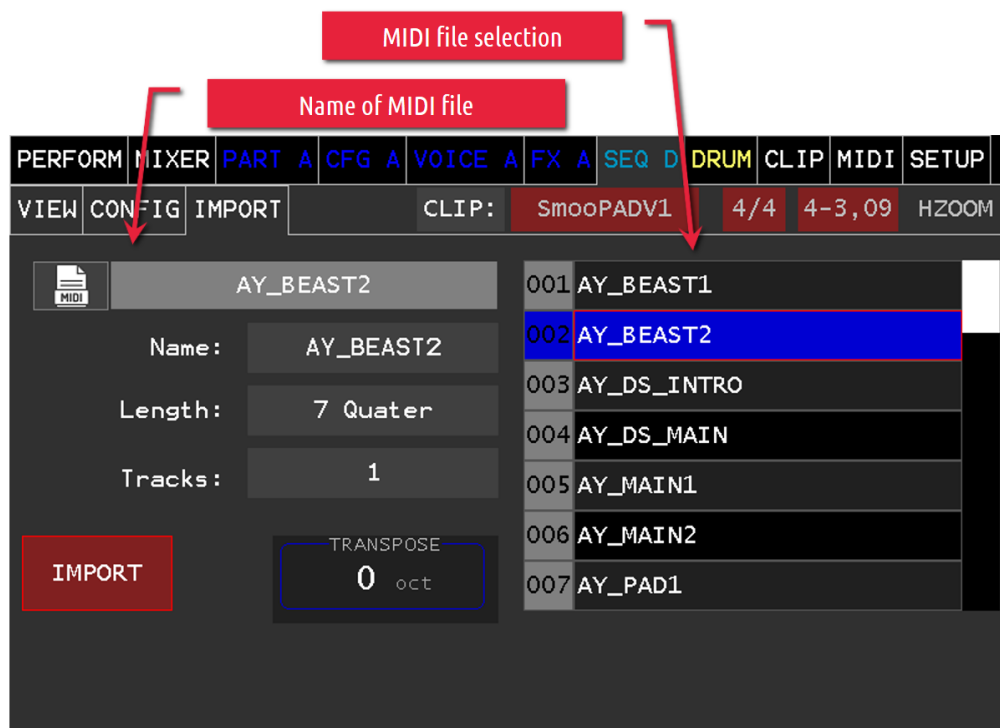 MIDI file selection
Name of MIDI file
PERFORM MIXER PART A CFG A VOICE A FX A SEQ D DRUM CLIP MIDI SETUP
VIEW CONFIG IMPORT CLIP: SmooPADV1 4/4 4-3,09 HZOOM
MIDI AY_BEAST2
Name: AY_BEAST2
Length: 7 Quater
Tracks: 1
IMPORT
TRANSPOSE
0 oct
001 AY_BEAST1
002 AY_BEAST2
003 AY_DS_INTRO
004 AY_DS_MAIN
005 AY_MAIN1
006 AY_MAIN2
007 AY_PAD1